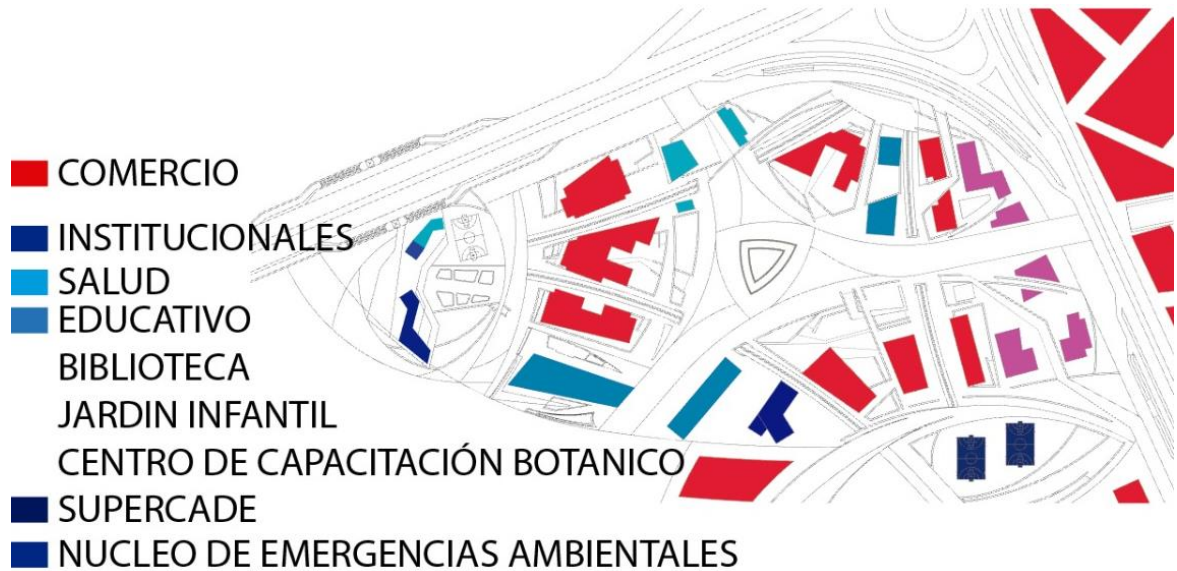 COMERCIO
INSTITUCIONALES
SALUD
EDUCATIVO
BIBLIOTECA
JARDIN INFANTIL
CENTRO DE CAPACITACIÓN BOTANICO
SUPERCADE
NUCLEO DE EMERGENCIAS AMBIENTALES